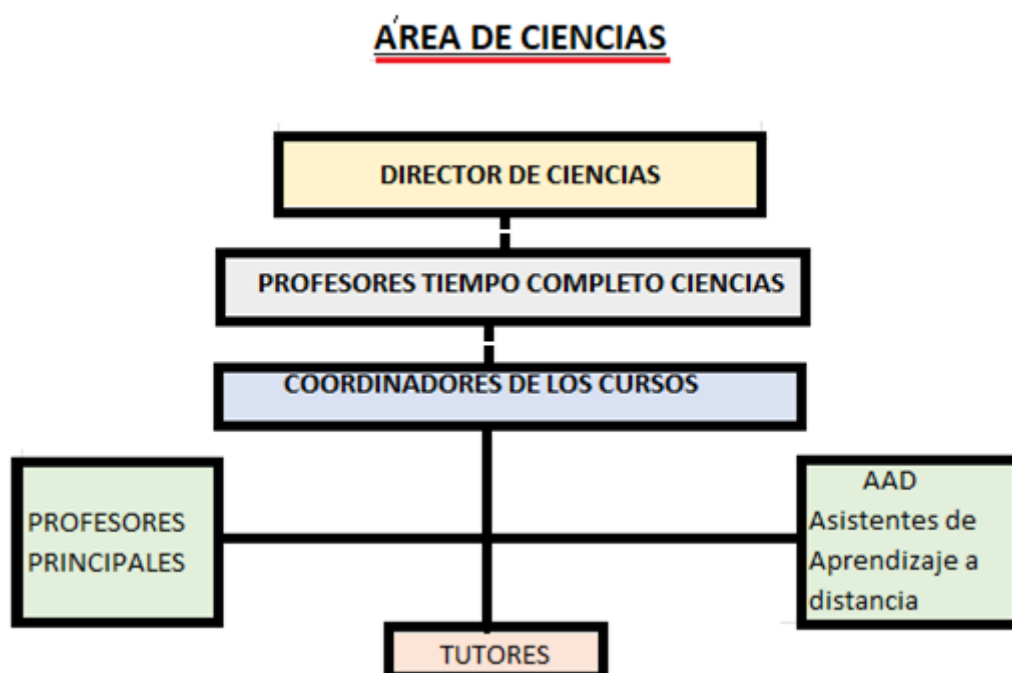 ÁREA DE CIENCIAS
DIRECTOR DE CIENCIAS
PROFESORES TIEMPO COMPLETO CIENCIAS
COORDINADORES DE LOS CURSOS
PROFESORES
PRINCIPALES
AAD
Asistentes de
Aprendizaje a
distancia
TUTORES